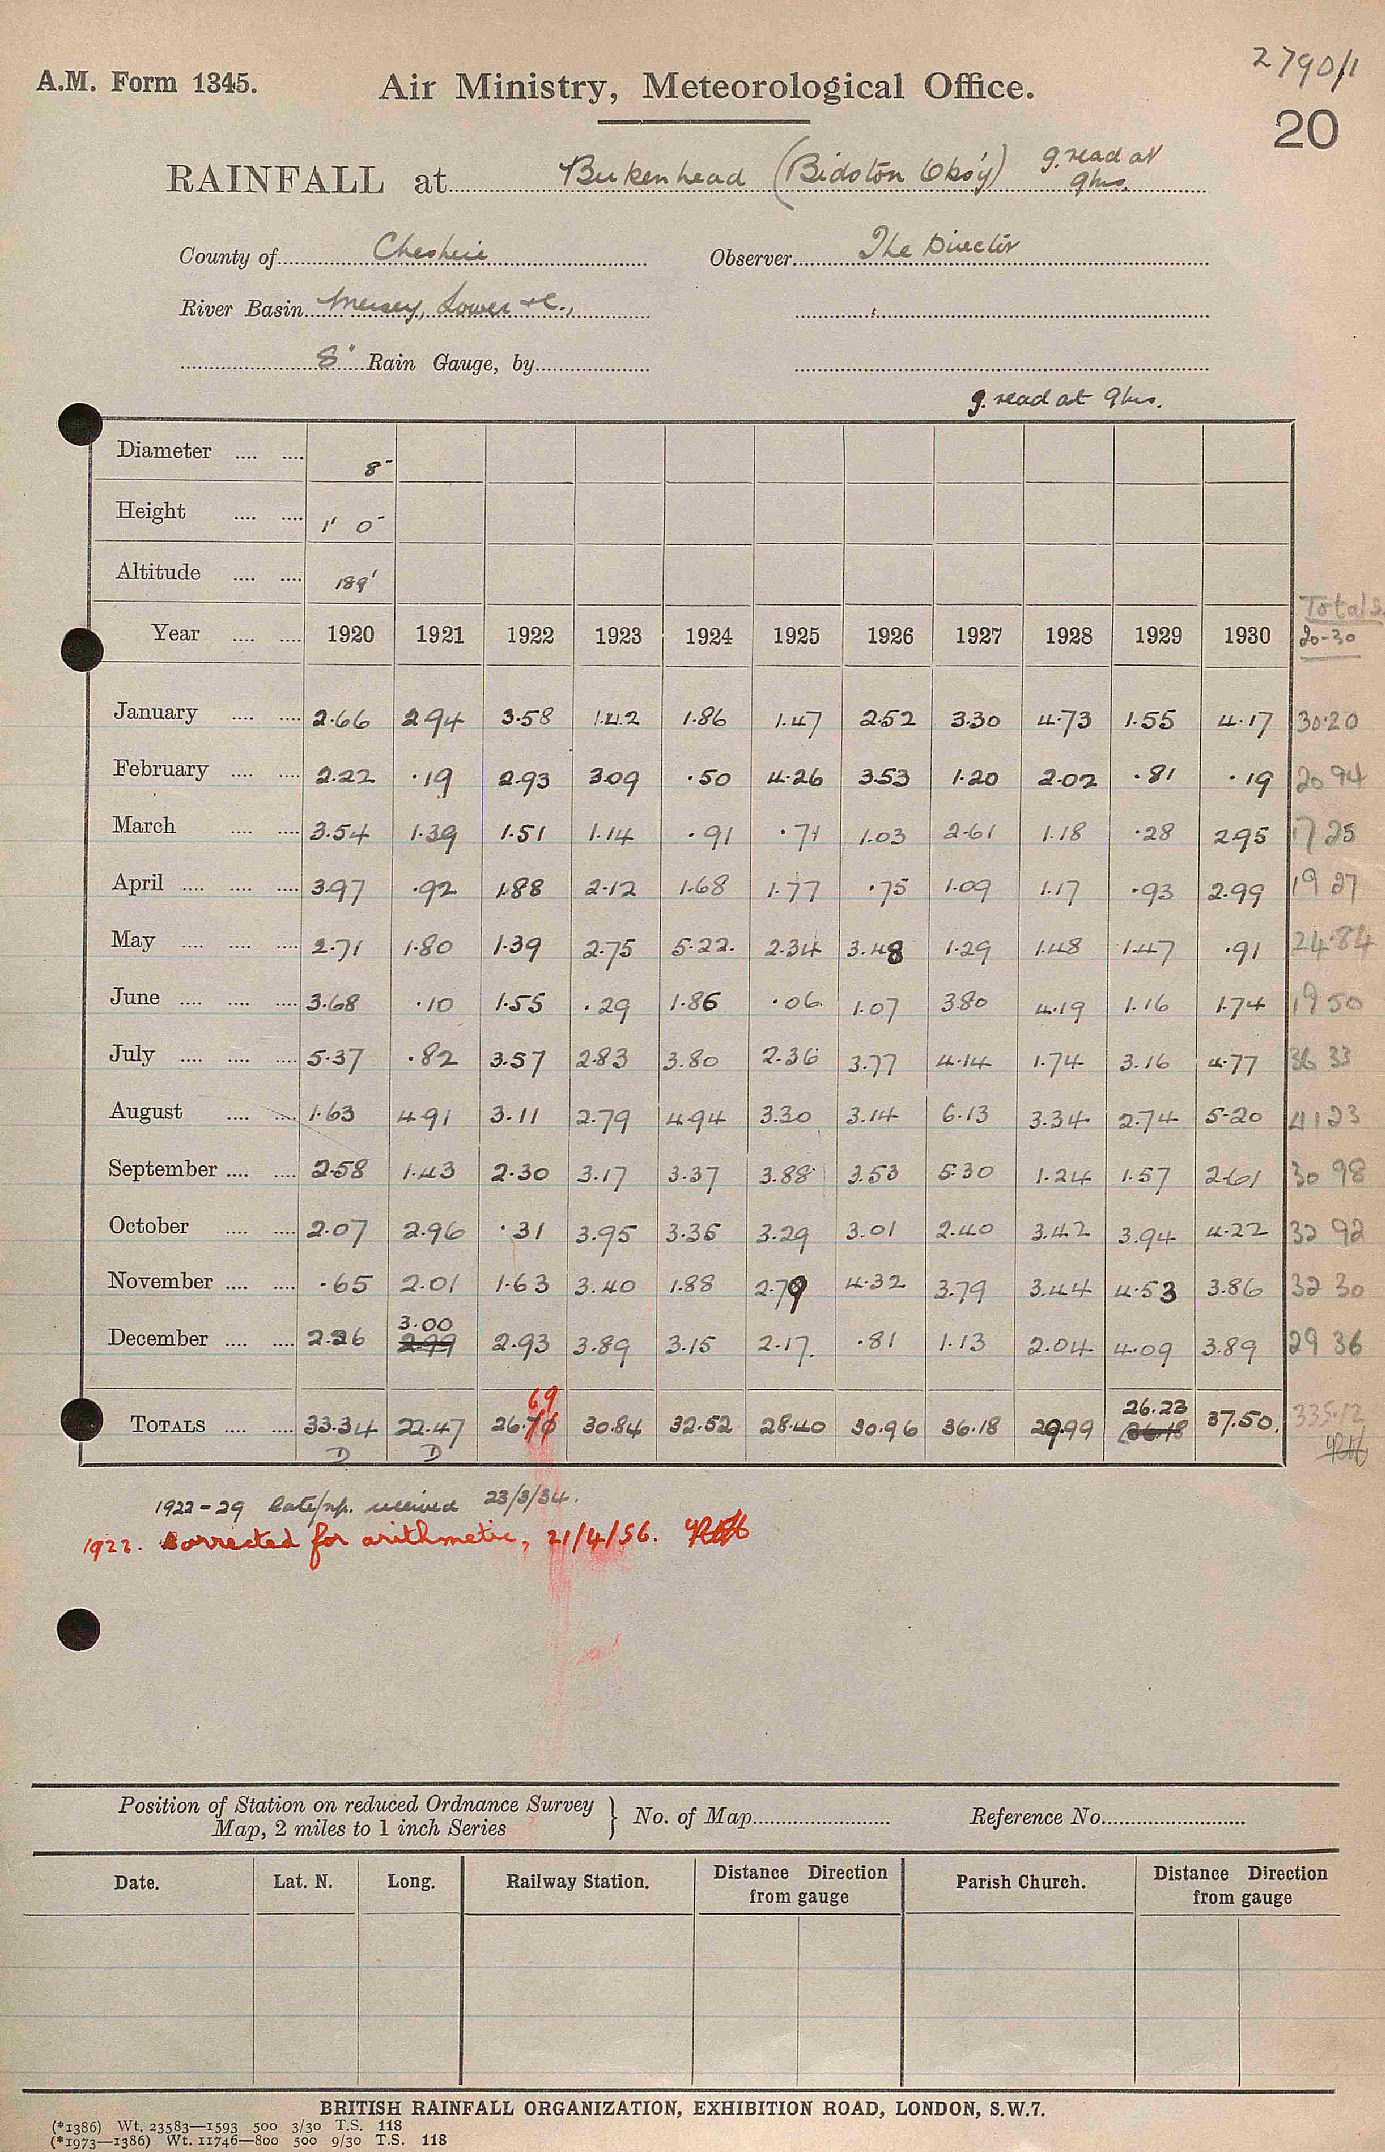 2790/1
A.M. Form 1345. Air Ministry, Meteorological Office.
20
RAINFALL at Birkenhead (Bidston Obs'y) g. read at 9hrs.
County of Cheshire Observer The Director
River Basin Mersey, Lower &c.,
8" Rain Gauge, by
g. read at 9hrs.
Diameter 8"
Height 1' 0"
Altitude 189'
Totals
Year 1920 1921 1922 1923 1924 1925 1926 1927 1928 1929 1930 20-30
January 2.66 2.94 3.58 1.42 1.86 1.47 2.52 3.30 4.73 1.55 4.17 30.20
February 2.22 .19 2.93 3.09 .50 4.26 3.53 1.20 2.02 .81 .19 20 94
March 3.54 1.39 1.51 1.14 .91 .71 1.03 2.61 1.18 .28 2.95 17 25
April 3.97 .92 1.88 2.12 1.68 1.77 .75 1.09 1.17 .93 2.99 19 27
May 2.71 1.80 1.39 2.75 5.22 2.34 3.48 1.29 1.48 1.47 .91 24.84
June 3.68 .10 1.55 .29 1.86 .06 1.07 3.80 4.19 1.16 1.74 19 50
July 5.37 .82 3.57 2.83 3.80 2.36 3.77 4.14 1.74 3.16 4.77 36 33
August 1.63 4.91 3.11 2.79 4.94 3.30 3.14 6.13 3.34 2.74 5.20 41 23
September 2.58 1.43 2.30 3.17 3.37 3.88 3.53 5.30 1.24 1.57 2.61 30 98
October 2.07 2.96 .31 3.95 3.35 3.29 3.01 2.40 3.42 3.94 4.22 32 92
November .65 2.01 1.63 3.40 1.88 2.79 4.32 3.79 3.44 4.53 3.86 32 30
3.00
December 2.26 2.99 2.93 3.89 3.15 2.17 .81 1.13 2.04 4.09 3.89 29 36
69 26.23
TOTALS 33.34 22.47 26.70 30.84 32.52 28.40 30.96 36.18 29.99 36.18 37.50 335.12
D D
1922-29 received 23/3/34.
1922. Corrected for arithmetic, 21/4/56.
Position of Station on reduced Ordnance Survey
Map, 2 miles to 1 inch Series } No. of Map Reference No.
Date. Lat. N. Long. Railway Station. Distance Direction from gauge Parish Church. Distance Direction from gauge
BRITISH RAINFALL ORGANIZATION, EXHIBITION ROAD, LONDON, S.W.7.
(*1386) Wt. 23583—1593 500 3/30 T.S. 118
(*1973—1386) Wt. 11746—800 500 9/30 T.S. 118